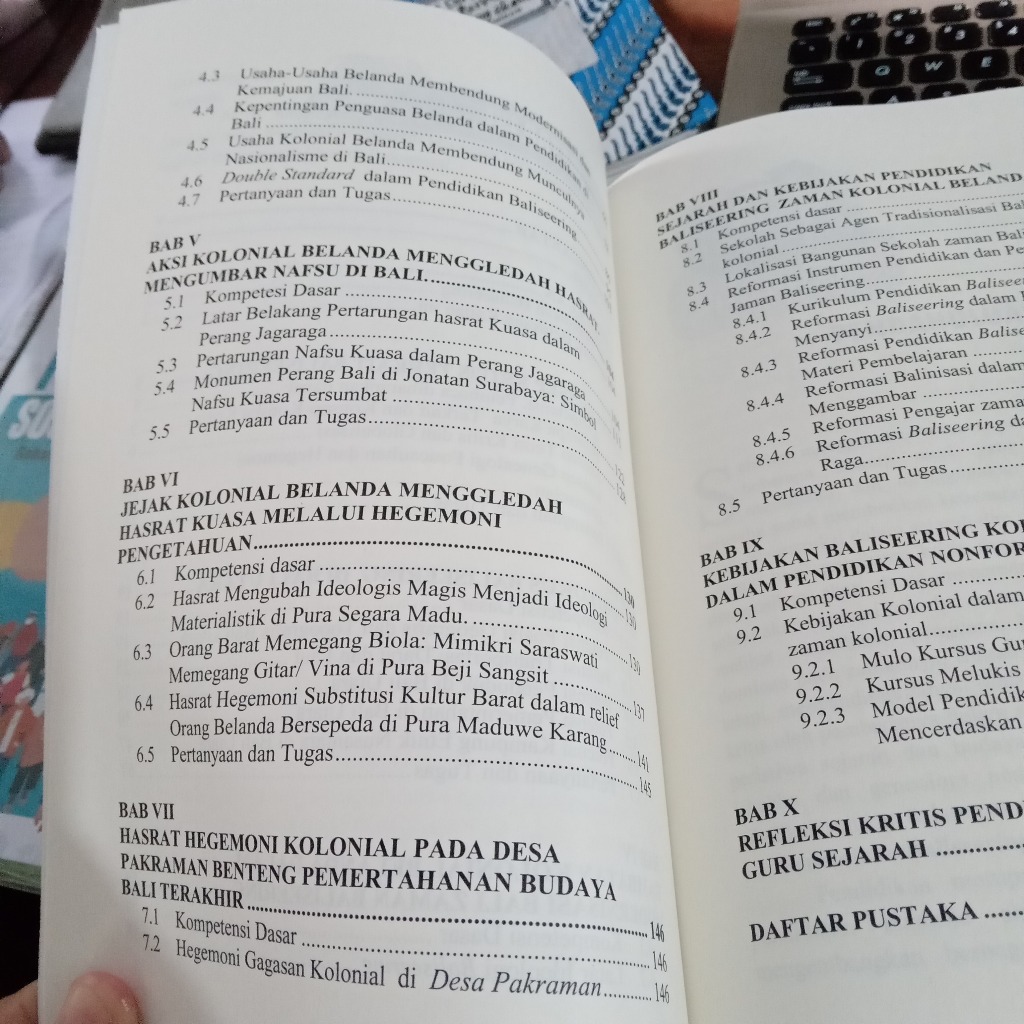 4.3 Usaha-Usaha Belanda Membendung
Kemajuan Bali.
4.4 Kepentingan Penguasa Belanda dalam Pendidikan di
Bali
4.5 Usaha Kolonial Belanda Membendung Munculnya
Nasionalisme di Bali
4.6 Double Standard dalam Pendidikan Baliseering
4.7 Pertanyaan dan Tugas
BAB V
AKSI KOLONIAL BELANDA MENGGLEDAH HASRAT
MENGUMBAR NAFSU DI BALI.
5.1 Kompetesi Dasar
5.2 Latar Belakang Pertarungan hasrat Kuasa dalam
Perang Jagaraga
5.3 Pertarungan Nafsu Kuasa dalam Perang Jagaraga
5.4 Monumen Perang Bali di Jonatan Surabaya: Simbol
Nafsu Kuasa Tersumbat
5.5 Pertanyaan dan Tugas
BAB VI
JEJAK KOLONIAL BELANDA MENGGLEDAH
HASRAT KUASA MELALUI HEGEMONI
PENGETAHUAN 130
6.1 Kompetensi dasar 130
6.2 Hasrat Mengubah Ideologis Magis Menjadi Ideologi
Materialistik di Pura Segara Madu.
6.3 Orang Barat Memegang Biola: Mimikri Saraswati
Memegang Gitar/ Vina di Pura Beji Sangsit 137
6.4 Hasrat Hegemoni Substitusi Kultur Barat dalam relief
Orang Belanda Bersepeda di Pura Maduwe Karang 141
6.5 Pertanyaan dan Tugas 145
BAB VII
HASRAT HEGEMONI KOLONIAL PADA DESA
PAKRAMAN BENTENG PEMERTAHANAN BUDAYA
BALI TERAKHIR 146
7.1 Kompetensi Dasar 146
7.2 Hegemoni Gagasan Kolonial di Desa Pakraman 146
BAB VIII
SEJARAH DAN KEBIJAKAN PENDIDIKAN
BALISEERING ZAMAN KOLONIAL BELAND
8.1 Kompetensi dasar
8.2 Sekolah Sebagai Agen Tradisionalisasi
kolonial
8.3 Lokalisasi Bangunan Sekolah zaman
8.4 Reformasi Instrumen Pendidikan dan
Jaman Baliseering
8.4.1 Kurikulum Pendidikan
8.4.2 Reformasi Baliseering dalam
Menyanyi
8.4.3 Reformasi Pendidikan
Materi Pembelajaran
8.4.4 Reformasi Balinisasi dalam
Menggambar
8.4.5 Reformasi Pengajar
8.4.6 Reformasi Baliseering
Raga
8.5 Pertanyaan dan Tugas
BAB IX
KEBIJAKAN BALISEERING
DALAM PENDIDIKAN
9.1 Kompetensi Dasar
9.2 Kebijakan Kolonial dalam
zaman kolonial
9.2.1 Mulo Kursus
9.2.2 Kursus Melukis
9.2.3 Model
Mencerdaskan
BAB X
REFLEKSI KRITIS
GURU SEJARAH
DAFTAR PUSTAKA